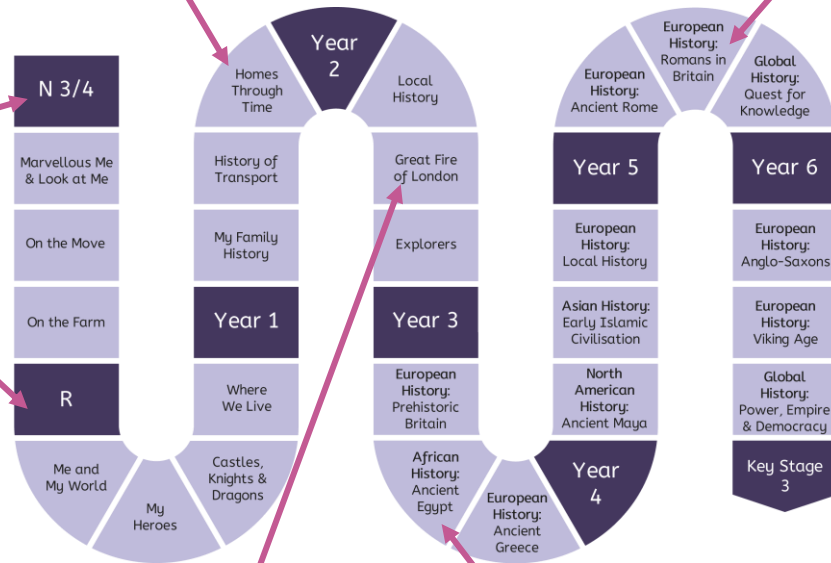 N 3/4
Marvellous Me
& Look at Me
On the Move
On the Farm
R
Me and
My World
My
Heroes
Castles,
Knights &
Dragons
Where
We Live
Year 1
My Family
History
History of
Transport
Homes
Through
Time
Year
2
Local
History
Great Fire
of London
Explorers
Year 3
European
History:
Prehistoric
Britain
African
History:
Ancient
Egypt
European
History:
Ancient
Greece
Year
4
North
American
History:
Ancient Maya
Asian History:
Early Islamic
Civilisation
European
History:
Local History
Year 5
European
History:
Ancient Rome
European
History:
Romans in
Britain
Global
History:
Quest for
Knowledge
Year 6
European
History:
Anglo-Saxons
European
History:
Viking Age
Global
History:
Power, Empire
& Democracy
Key Stage
3